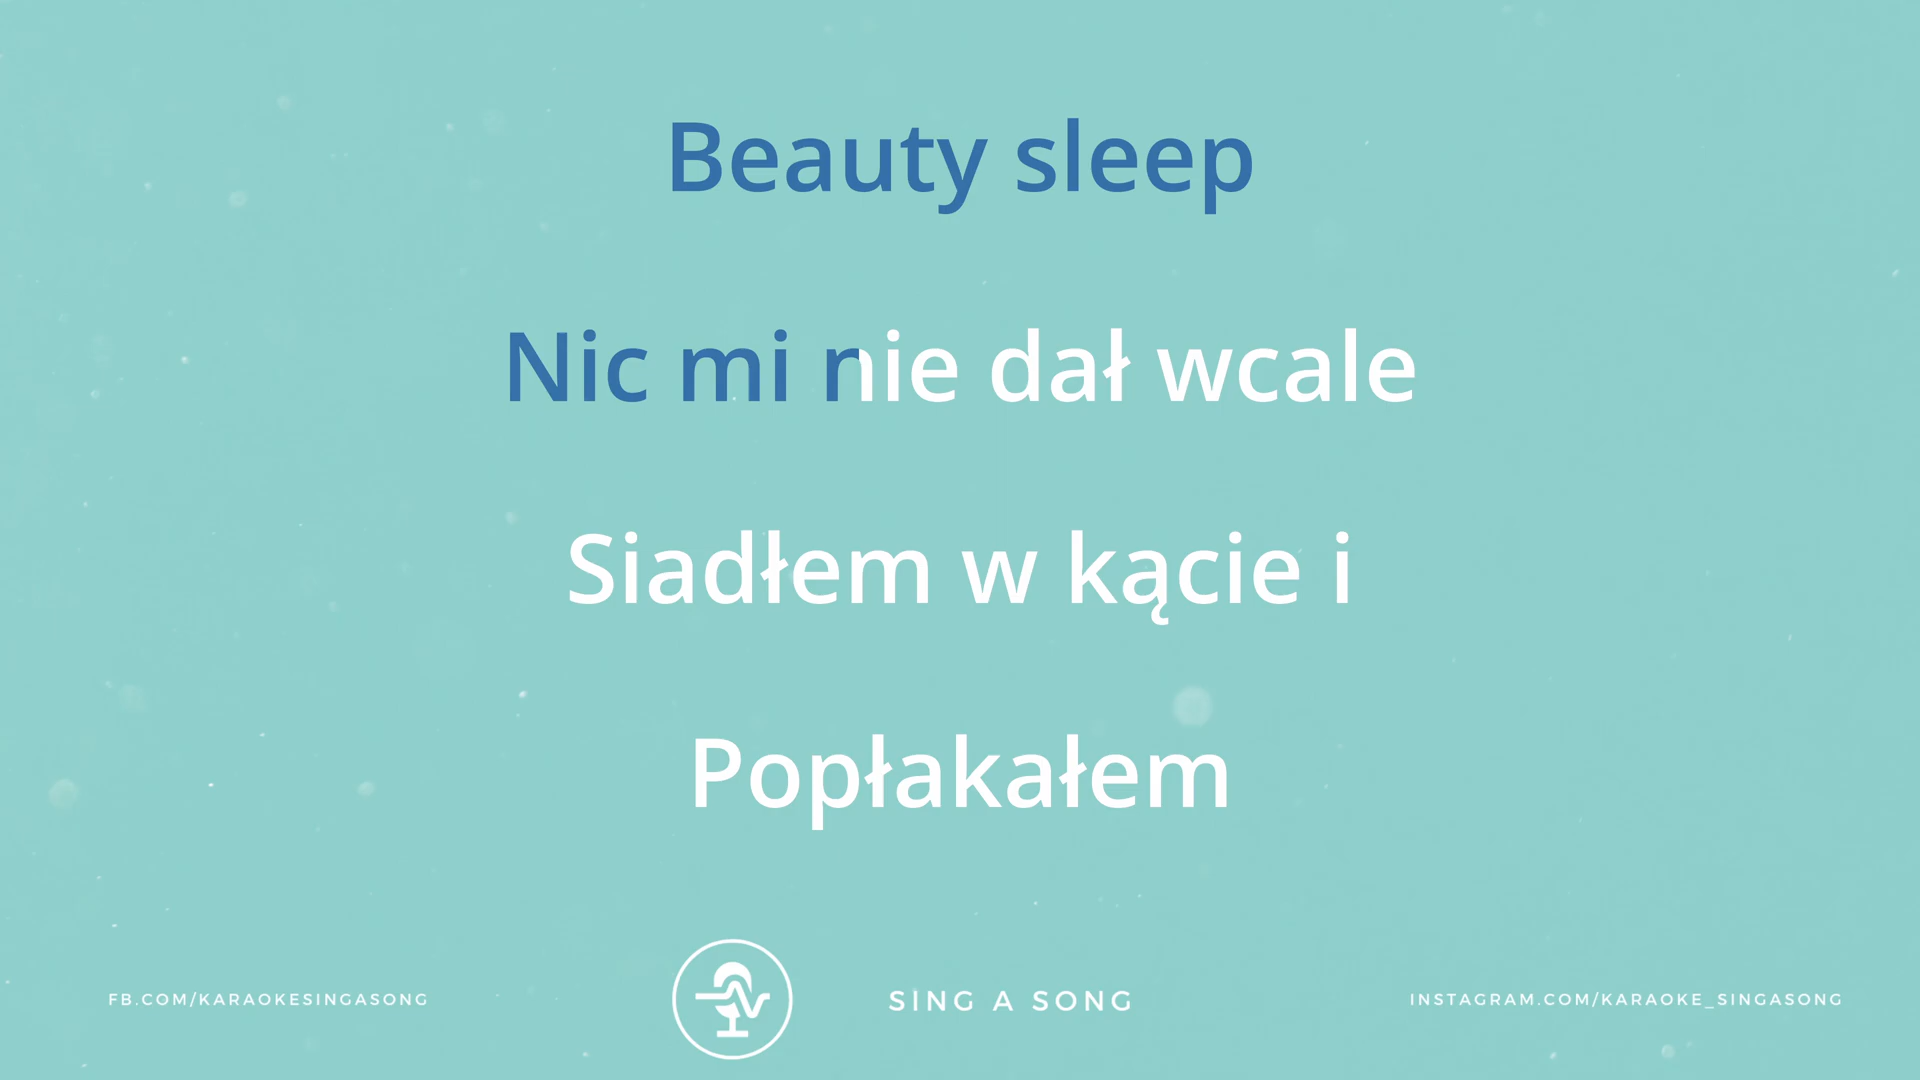 Beauty sleep
Nic mi nie dał wcale
Siadłem w kącie i
Popłakałem
FB.COM/KARAOKESINGASONG
SING A SONG
INSTAGRAM.COM/KARAOKE_SINGASONG